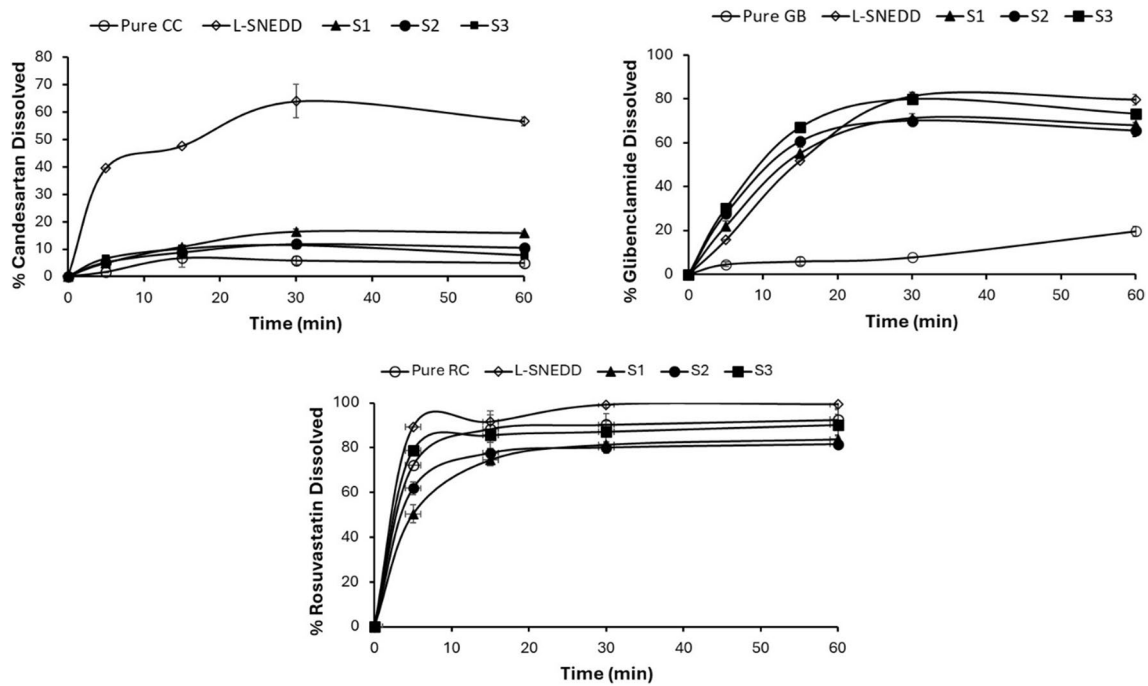 Pure CC L-SNEDD S1 S2 S3
% Candesartan Dissolved
80
70
60
50
40
30
20
10
0
0 10 20 30 40 50 60
Time (min)
Pure GB L-SNEDD S1 S2 S3
% Glibenclamide Dissolved
100
80
60
40
20
0
0 10 20 30 40 50 60
Time (min)
Pure RC L-SNEDD S1 S2 S3
% Rosuvastatin Dissolved
100
80
60
40
20
0
0 10 20 30 40 50 60
Time (min)